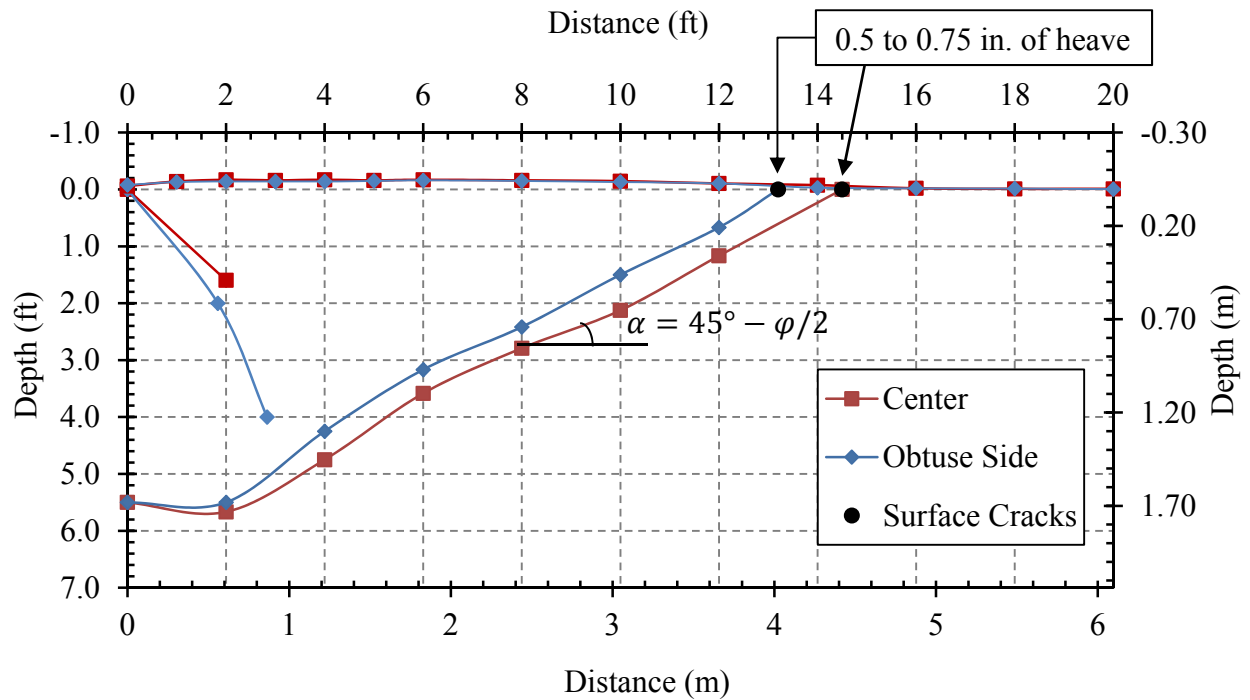 Distance (ft)
0.5 to 0.75 in. of heave
0 2 4 6 8 10 12 14 16 18 20
-1.0
0.0
1.0
2.0
3.0
4.0
5.0
6.0
7.0
Depth (ft)
-0.30
0.20
0.70
1.20
1.70
Depth (m)
α = 45° − φ/2
Center
Obtuse Side
Surface Cracks
0 1 2 3 4 5 6
Distance (m)